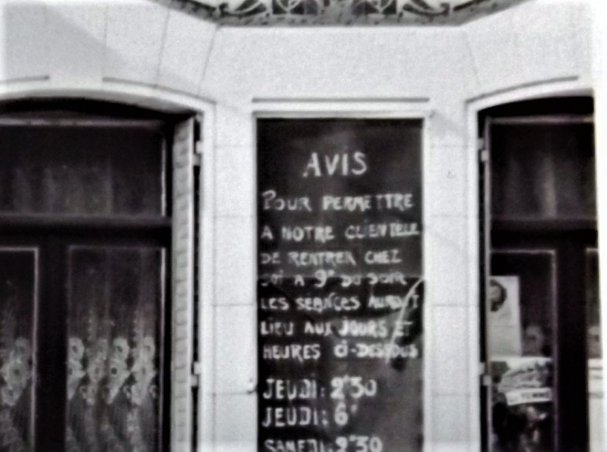 AVIS
POUR PERMETTRE
A NOTRE CLIENTÈLE
DE RENTRER CHEZ
SOI A 9ʰ DU SOIR
LES SEANCES AURONT
LIEU AUX JOURS ET
HEURES CI-DESSOUS
JEUDI: 2ʰ30
JEUDI: 6ʰ
SAMEDI: 2ʰ30